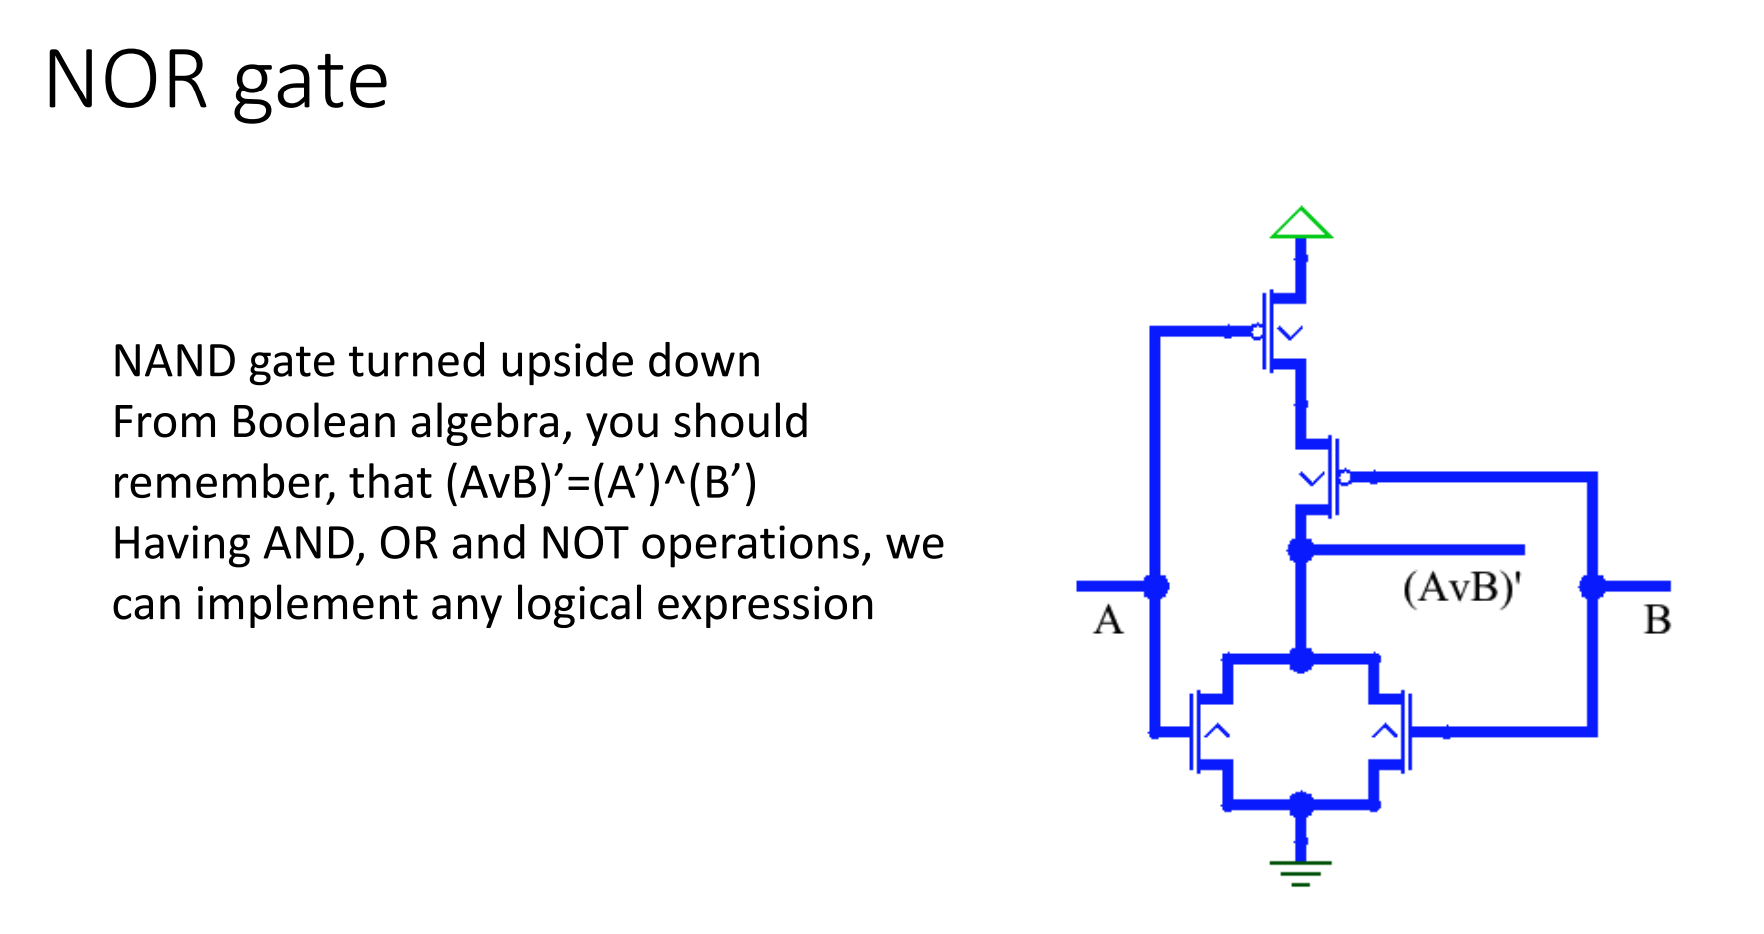 NOR gate
NAND gate turned upside down
From Boolean algebra, you should
remember, that (AvB)’=(A’)^(B’)
Having AND, OR and NOT operations, we
can implement any logical expression
(AvB)'
A
B